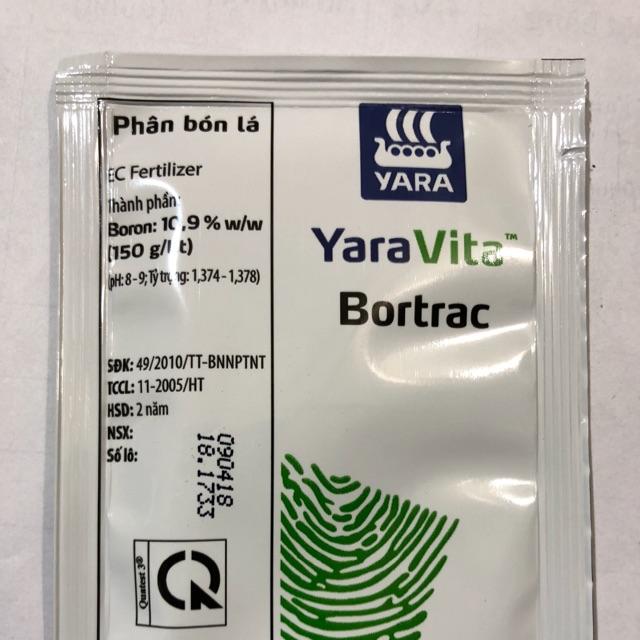 Phân bón lá
EC Fertilizer
Thành phần:
Boron: 10,9 % w/w
(150 g/lít)
(pH: 8 - 9; Tỷ trọng: 1,374 - 1,378)
SĐK: 49/2010/TT-BNNPTNT
TCCL: 11-2005/HT
HSD: 2 năm
NSX:
Số lô:
090418
18.1733
Quatest 3®
YARA
YaraVita™
Bortrac